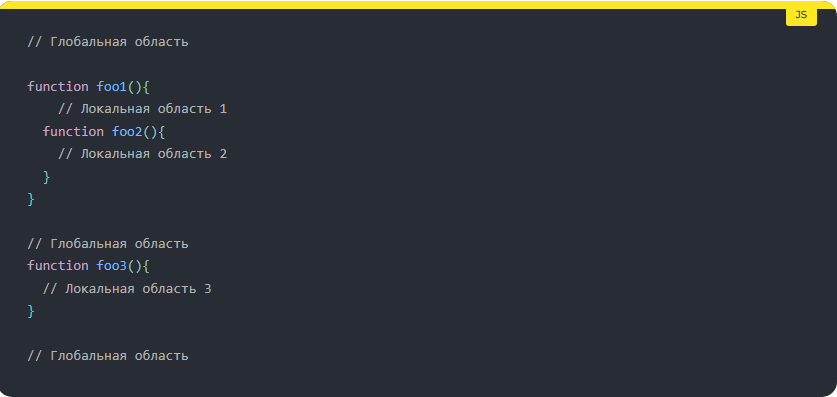 JS
// Глобальная область
function foo1(){
// Локальная область 1
function foo2(){
// Локальная область 2
}
}
// Глобальная область
function foo3(){
// Локальная область 3
}
// Глобальная область